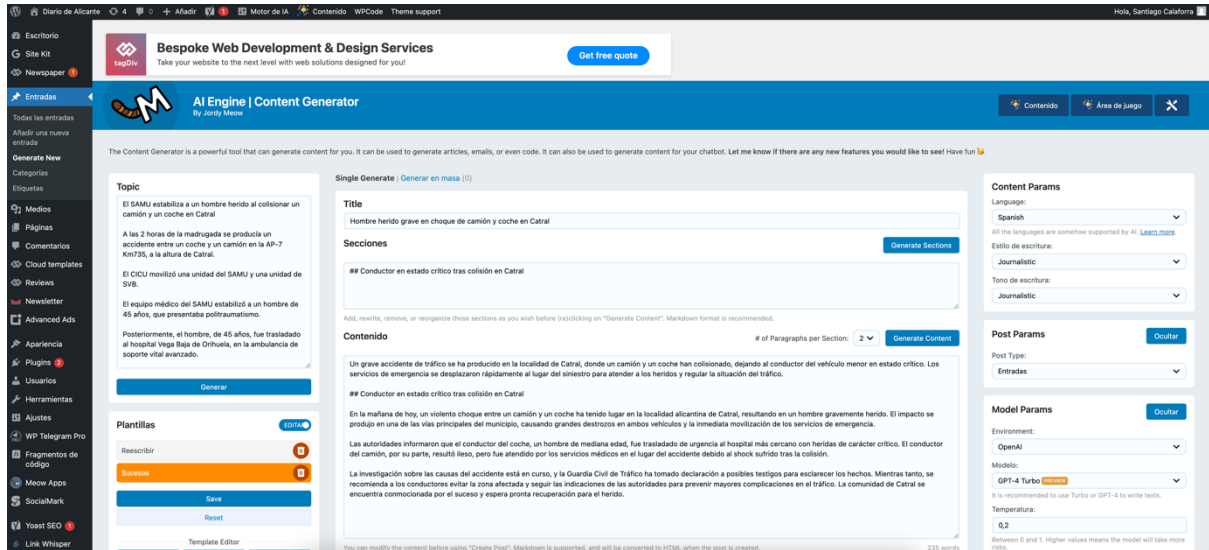 Diario de Alicante 4 0 + Añadir 1 Motor de IA Contenido WPCode Theme support Hola, Santiago Calaforra
Escritorio
Site Kit
Newspaper 1
Entradas
Todas las entradas
Añadir una nueva
entrada
Generate New
Categorías
Etiquetas
Medios
Páginas
Comentarios
Cloud templates
Reviews
Newsletter
Advanced Ads
Apariencia
Plugins 2
Usuarios
Herramientas
Ajustes
WP Telegram Pro
Fragmentos de
código
Meow Apps
SocialMark
Yoast SEO 1
Link Whisper
tagDiv
Bespoke Web Development & Design Services
Take your website to the next level with web solutions designed for you!
Get free quote
AI Engine | Content Generator
By Jordy Meow
Contenido
Área de juego
The Content Generator is a powerful tool that can generate content for you. It can be used to generate articles, emails, or even code. It can also be used to generate content for your chatbot. Let me know if there are any new features you would like to see! Have fun
Topic
El SAMU estabiliza a un hombre herido al colisionar un
camión y un coche en Catral
A las 2 horas de la madrugada se producía un
accidente entre un coche y un camión en la AP-7
Km735, a la altura de Catral.
El CICU movilizó una unidad del SAMU y una unidad de
SVB.
El equipo médico del SAMU estabilizó a un hombre de
45 años, que presentaba politraumatismo.
Posteriormente, el hombre, de 45 años, fue trasladado
al hospital Vega Baja de Orihuela, en la ambulancia de
soporte vital avanzado.
Generar
Plantillas
EDITAR
Reescribir
Sucesos
Save
Reset
Template Editor
Single Generate | Generar en masa (0)
Title
Hombre herido grave en choque de camión y coche en Catral
Secciones
Generate Sections
## Conductor en estado crítico tras colisión en Catral
Add, rewrite, remove, or reorganize those sections as you wish before (re)clicking on "Generate Content". Markdown format is recommended.
Contenido
# of Paragraphs per Section: 2 Generate Content
Un grave accidente de tráfico se ha producido en la localidad de Catral, donde un camión y un coche han colisionado, dejando al conductor del vehículo menor en estado crítico. Los
servicios de emergencia se desplazaron rápidamente al lugar del siniestro para atender a los heridos y regular la situación del tráfico.
## Conductor en estado crítico tras colisión en Catral
En la mañana de hoy, un violento choque entre un camión y un coche ha tenido lugar en la localidad alicantina de Catral, resultando en un hombre gravemente herido. El impacto se
produjo en una de las vías principales del municipio, causando grandes destrozos en ambos vehículos y la inmediata movilización de los servicios de emergencia.
Las autoridades informaron que el conductor del coche, un hombre de mediana edad, fue trasladado de urgencia al hospital más cercano con heridas de carácter crítico. El conductor
del camión, por su parte, resultó ileso, pero fue atendido por los servicios médicos en el lugar del accidente debido al shock sufrido tras la colisión.
La investigación sobre las causas del accidente está en curso, y la Guardia Civil de Tráfico ha tomado declaración a posibles testigos para esclarecer los hechos. Mientras tanto, se
recomienda a los conductores evitar la zona afectada y seguir las indicaciones de las autoridades para prevenir mayores complicaciones en el tráfico. La comunidad de Catral se
encuentra conmocionada por el suceso y espera pronta recuperación para el herido.
You can modify the content before using "Create Post". Markdown is supported, and will be converted to HTML when the post is created. 235 words
Content Params
Language:
Spanish
All the languages are somehow supported by AI. Learn more.
Estilo de escritura:
Journalistic
Tono de escritura:
Journalistic
Post Params
Ocultar
Post Type:
Entradas
Model Params
Ocultar
Environment:
OpenAI
Modelo:
GPT-4 Turbo PREVIEW
It is recommended to use Turbo or GPT-4 to write texts.
Temperatura:
0,2
Between 0 and 1. Higher values means the model will take more
risks.